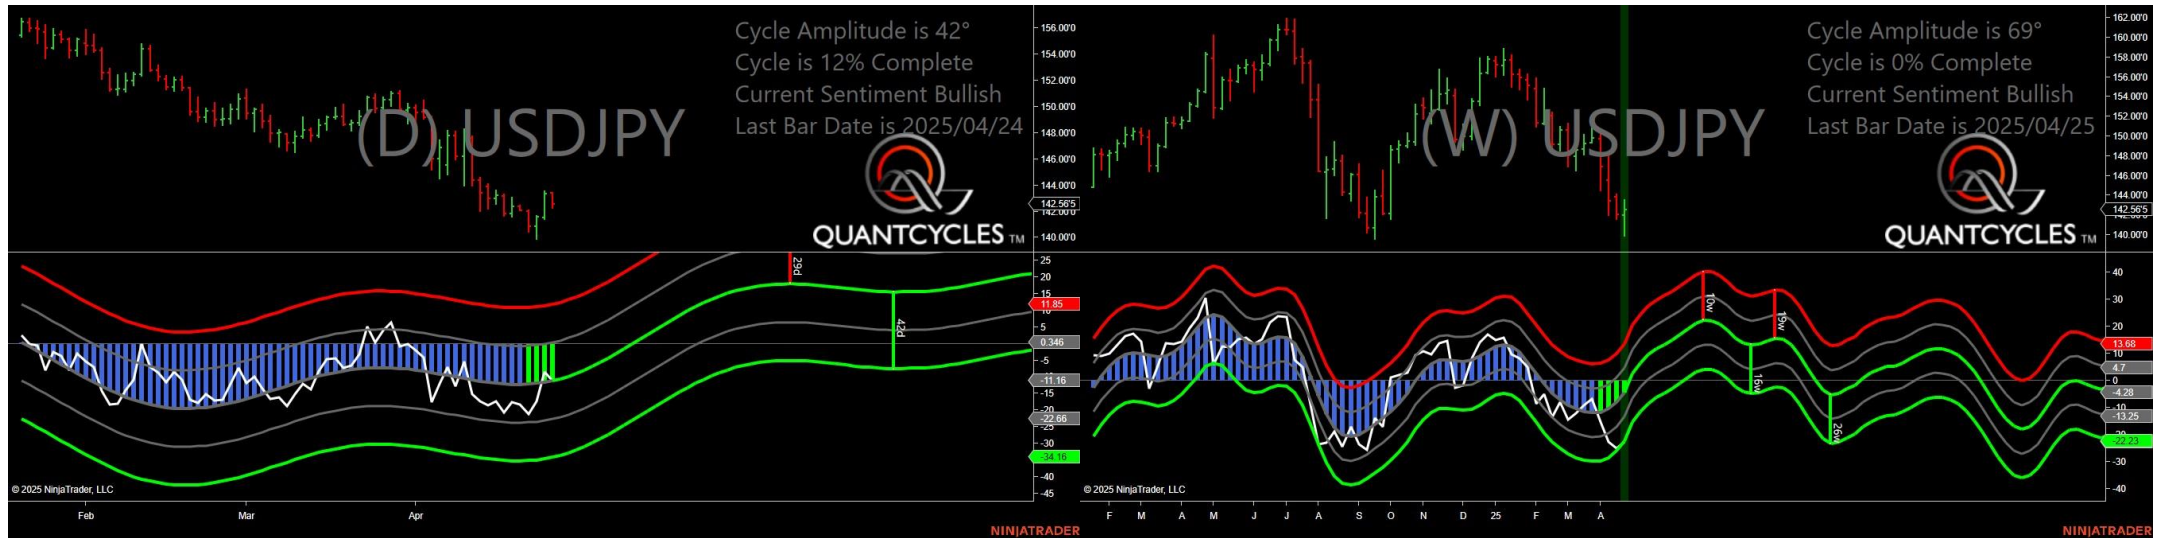 Cycle Amplitude is 42°
Cycle is 12% Complete
Current Sentiment Bullish
Last Bar Date is 2025/04/24
(D) USDJPY
QUANTCYCLES TM
156.00'0
154.00'0
152.00'0
150.00'0
148.00'0
146.00'0
144.00'0
142.56'5
142.00'0
140.00'0
29d
42d
25
20
15
11.85
10
5
0.346
-5
-11.16
-15
-20
-22.66
-25
-30
-34.16
-40
-45
© 2025 NinjaTrader, LLC
Feb
Mar
Apr
NINJATRADER
Cycle Amplitude is 69°
Cycle is 0% Complete
Current Sentiment Bullish
Last Bar Date is 2025/04/25
(W) USDJPY
QUANTCYCLES TM
162.00'0
160.00'0
158.00'0
156.00'0
154.00'0
152.00'0
150.00'0
148.00'0
146.00'0
144.00'0
142.56'5
140.00'0
10w
19w
16w
26w
40
30
20
13.68
10
4.7
0
-4.28
-10
-13.25
-22.23
-30
-40
© 2025 NinjaTrader, LLC
F
M
A
M
J
J
A
S
O
N
D
25
F
M
A
NINJATRADER